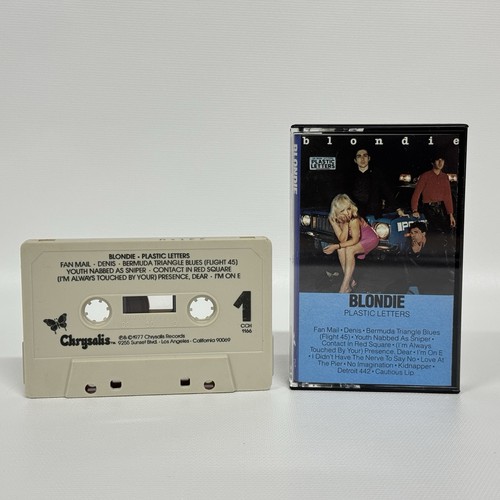 BLONDIE • PLASTIC LETTERS
FAN MAIL - DENIS - BERMUDA TRIANGLE BLUES (FLIGHT 45)
YOUTH NABBED AS SNIPER - CONTACT IN RED SQUARE
(I'M ALWAYS TOUCHED BY YOUR) PRESENCE, DEAR - I'M ON E
Chrysalis
℗&©1977 Chrysalis Records
9255 Sunset Blvd. - Los Angeles - California 90069
1
CCH
1166
BLONDIE
blondie
PLASTIC
LETTERS
BLONDIE
PLASTIC LETTERS
Fan Mail • Denis • Bermuda Triangle Blues
(Flight 45) • Youth Nabbed As Sniper •
Contact in Red Square • (I'm Always
Touched By Your) Presence, Dear • I'm On E
• I Didn't Have The Nerve To Say No • Love At
The Pier • No Imagination • Kidnapper •
Detroit 442 • Cautious Lip